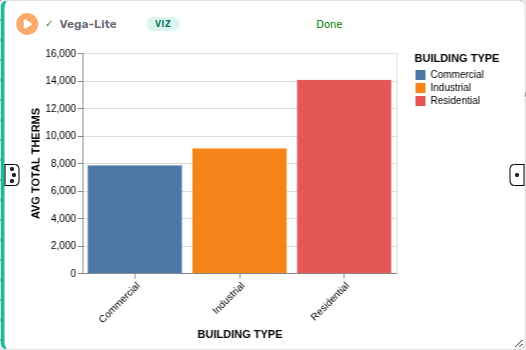 ✓ Vega-Lite VIZ Done
BUILDING TYPE
Commercial
Industrial
Residential
AVG TOTAL THERMS
16,000
14,000
12,000
10,000
8,000
6,000
4,000
2,000
0
Commercial
Industrial
Residential
BUILDING TYPE